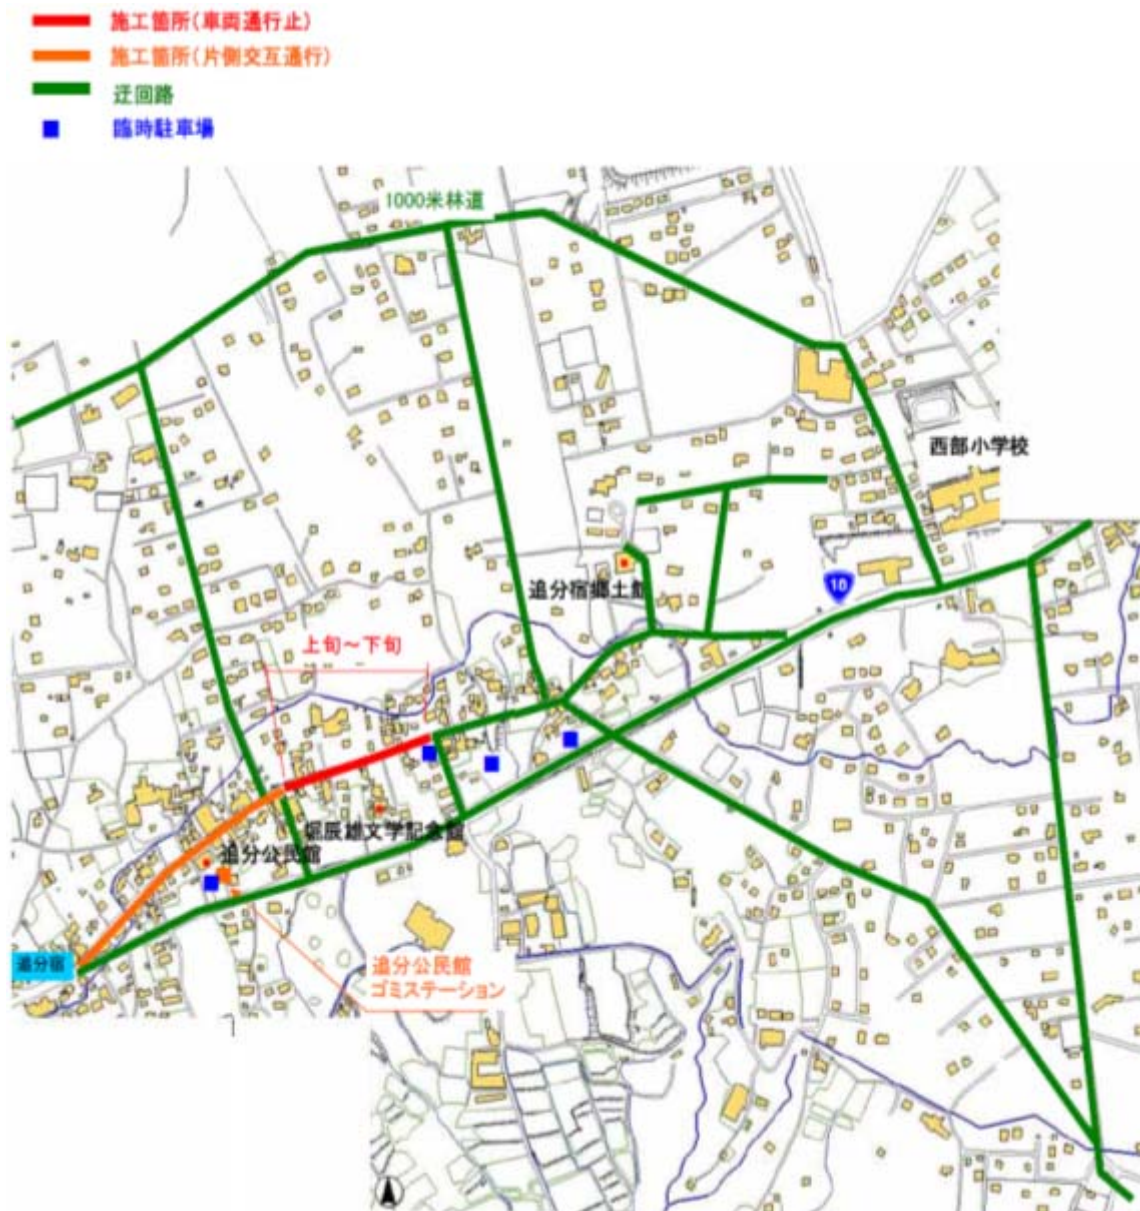 施工箇所(車両通行止)
施工箇所(片側交互通行)
迂回路
臨時駐車場
1000米林道
西部小学校
追分宿郷土館
18
上旬～下旬
堀辰雄文学記念館
追分公民館
追分宿
追分公民館
ゴミステーション